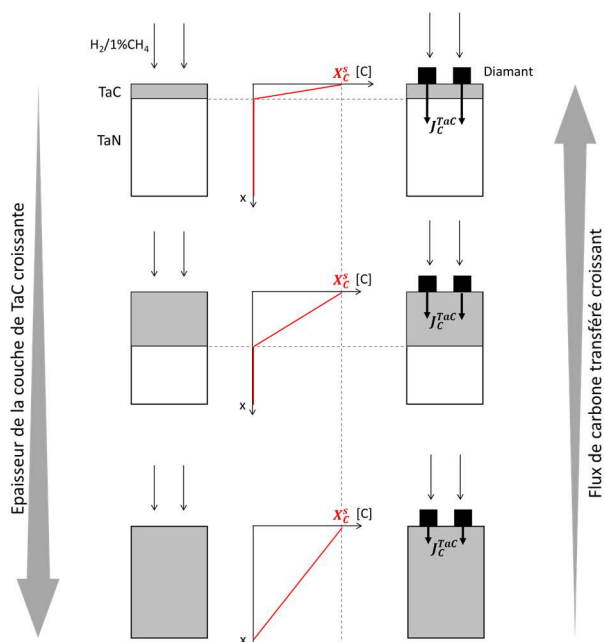 H₂/1%CH₄
TaC
TaN
X_C^s [C]
x
Diamant
J_C^{TaC}
X_C^s [C]
x
J_C^{TaC}
X_C^s [C]
x
J_C^{TaC}
Epaisseur de la couche de TaC croissante
Flux de carbone transféré croissant